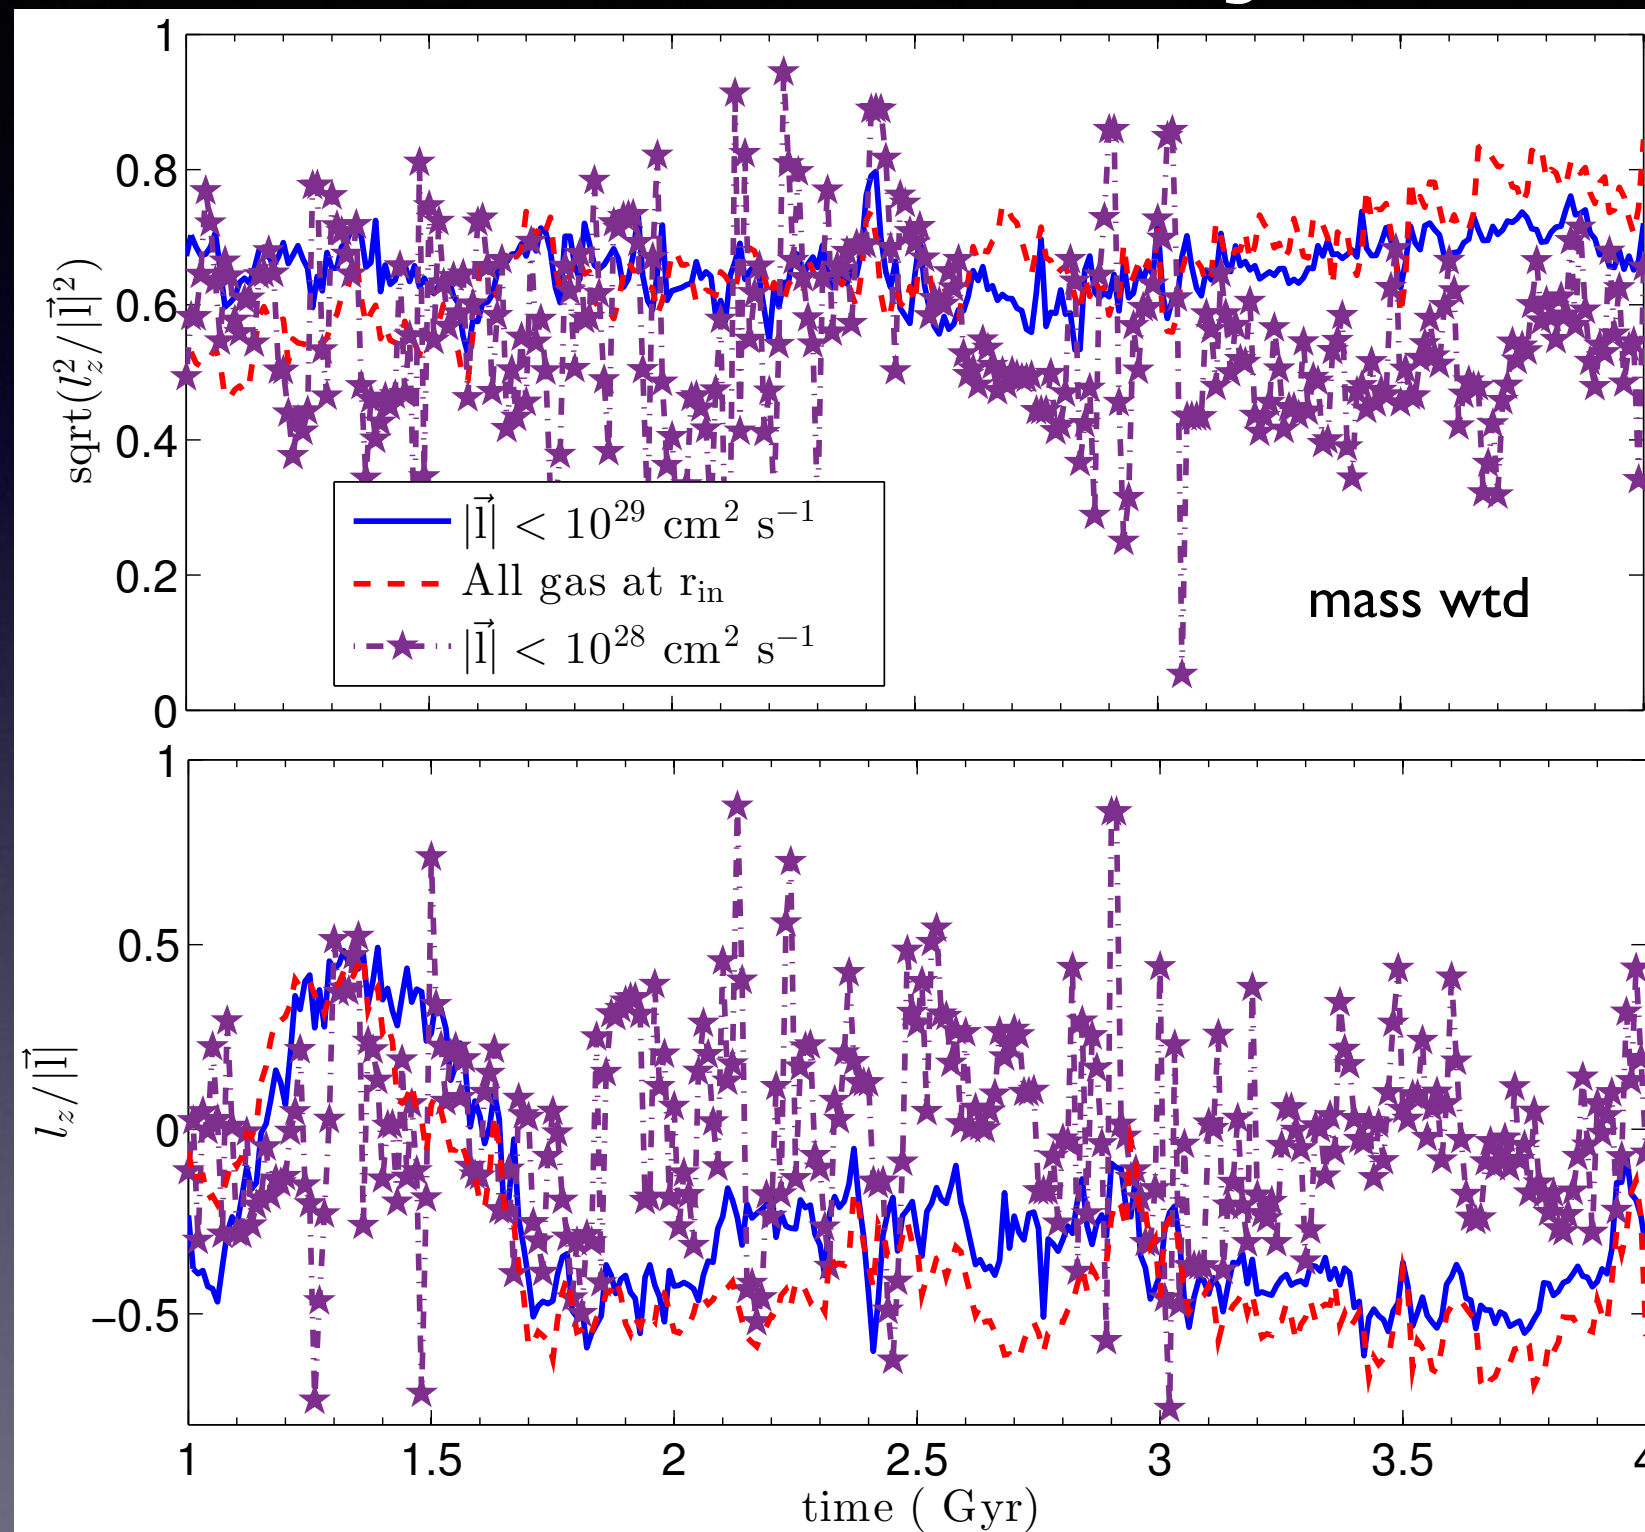 1
0.8
0.6
0.4
0.2
0
sqrt(l_z^2/|l⃗|^2)
|l⃗| < 10^29 cm^2 s^−1
All gas at r_in
|l⃗| < 10^28 cm^2 s^−1
mass wtd
1
0.5
0
−0.5
l_z/|l⃗|
1 1.5 2 2.5 3 3.5 4
time ( Gyr)